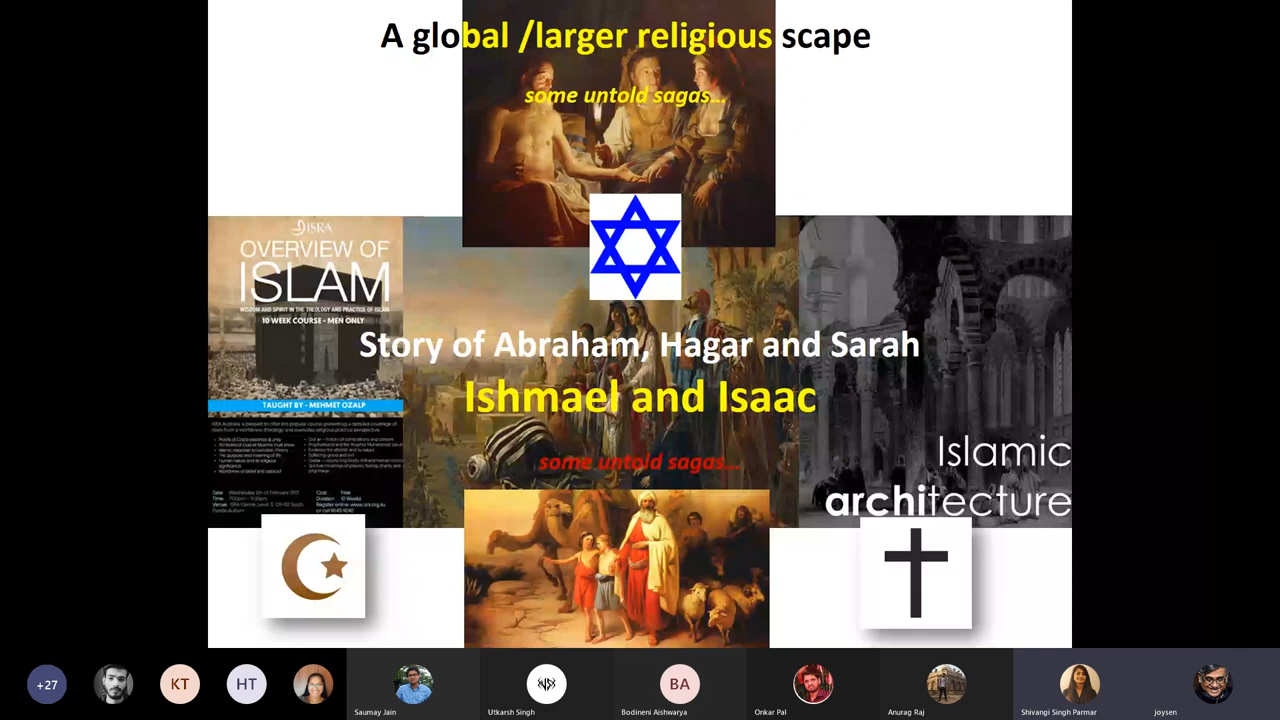 A global /larger religious scape
some untold sagas...
ISRA
OVERVIEW OF
ISLAM
WISDOM AND SPIRIT IN THE THEOLOGY AND PRACTICE OF ISLAM
10 WEEK COURSE - MEN ONLY
TAUGHT BY - MEHMET OZALP
Story of Abraham, Hagar and Sarah
Ishmael and Isaac
some untold sagas...
Islamic
architecture
+27
KT
HT
Saumay Jain
Utkarsh Singh
BA
Bodineni Aishwarya
Onkar Pal
Anurag Raj
Shivangi Singh Parmar
joysen